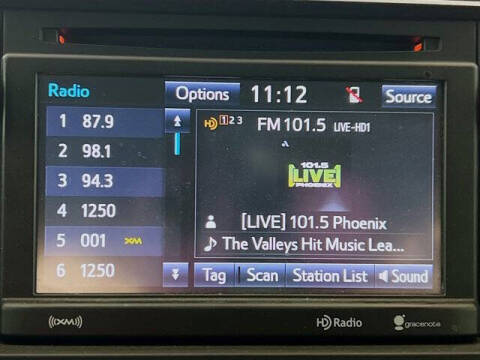 Radio Options 11:12 Source
1 87.9
2 98.1
3 94.3
4 1250
5 001 XM
6 1250
HD 1 2 3 FM 101.5 LIVE-HD1
101.5
LIVE
PHOENIX
[LIVE] 101.5 Phoenix
The Valleys Hit Music Lea...
Tag Scan Station List Sound
((XM)) HD Radio gracenote